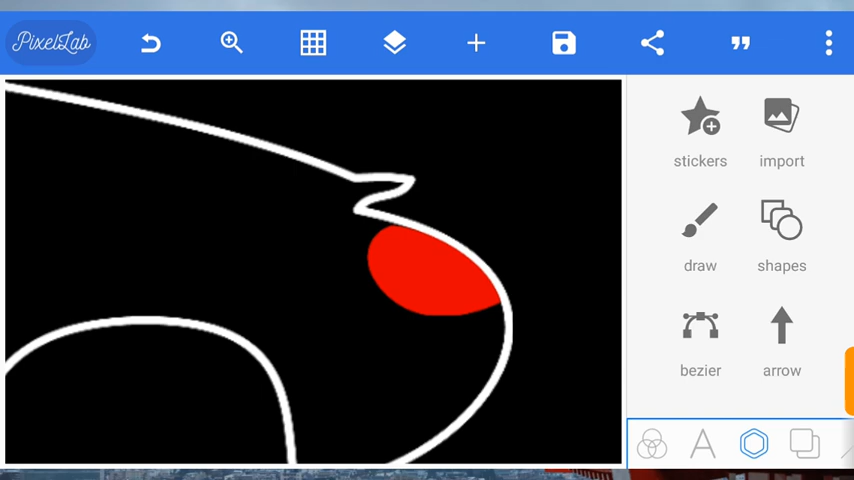 PixelLab
stickers
import
draw
shapes
bezier
arrow